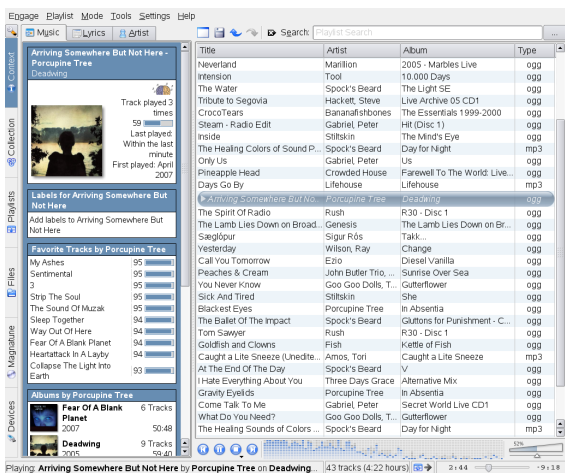 Engage Playlist Mode Tools Settings Help
Music Lyrics Artist
Search: Playlist Search ...
Context
Collection
Playlists
Files
Magnatune
Devices
Arriving Somewhere But Not Here - Porcupine Tree
Deadwing
Track played 3 times
59
Last played: Within the last minute
First played: April 2007
Labels for Arriving Somewhere But Not Here
Add labels to Arriving Somewhere But Not Here
Favorite Tracks by Porcupine Tree
My Ashes 95
Sentimental 95
3 95
Strip The Soul 95
The Sound Of Muzak 95
Sleep Together 94
Way Out Of Here 94
Fear Of A Blank Planet 94
Heartattack In A Layby 94
Collapse The Light Into Earth 93
Albums by Porcupine Tree
Fear Of A Blank Planet 6 Tracks
2007 50:48
Deadwing 9 Tracks
2005 59:40
Title Artist Album Type
Neverland Marillion 2005 - Marbles Live ogg
Intension Tool 10.000 Days ogg
The Water Spock's Beard The Light SE ogg
Tribute to Segovia Hackett, Steve Live Archive 05 CD1 ogg
CrocoTears Bananafishbones The Essentials 1999-2000 ogg
Steam - Radio Edit Gabriel, Peter Hit (Disc 1) ogg
Inside Stiltskin The Mind's Eye ogg
The Healing Colors of Sound P... Spock's Beard Day for Night mp3
Only Us Gabriel, Peter Us ogg
Pineapple Head Crowded House Farewell To The World: Live... ogg
Days Go By Lifehouse Lifehouse mp3
Arriving Somewhere But No... Porcupine Tree Deadwing ogg
The Spirit Of Radio Rush R30 - Disc 1 ogg
The Lamb Lies Down on Broad... Genesis The Lamb Lies Down on Br... ogg
Sæglópur Sigur Rós Takk... ogg
Yesterday Wilson, Ray Change ogg
Call You Tomorrow Ezio Diesel Vanilla ogg
Peaches & Cream John Butler Trio, ... Sunrise Over Sea ogg
You Never Know Goo Goo Dolls, T... Gutterflower ogg
Sick And Tired Stiltskin She ogg
Blackest Eyes Porcupine Tree In Absentia ogg
The Ballet Of The Impact Spock's Beard Gluttons for Punishment - C... ogg
Tom Sawyer Rush R30 - Disc 1 ogg
Goldfish and Clowns Fish Kettle of Fish ogg
Caught a Lite Sneeze (Unedite... Amos, Tori Caught a Lite Sneeze mp3
At The End Of The Day Spock's Beard V ogg
I Hate Everything About You Three Days Grace Alternative Mix ogg
Gravity Eyelids Porcupine Tree In Absentia ogg
Come Talk To Me Gabriel, Peter Secret World Live CD1 ogg
What Do You Need? Goo Goo Dolls, T... Gutterflower ogg
The Healing Sounds of Colors ... Spock's Beard Day for Night mp3
52%
Playing: Arriving Somewhere But Not Here by Porcupine Tree on Deadwing... 43 tracks (4:22 hours) 2:44 -9:18